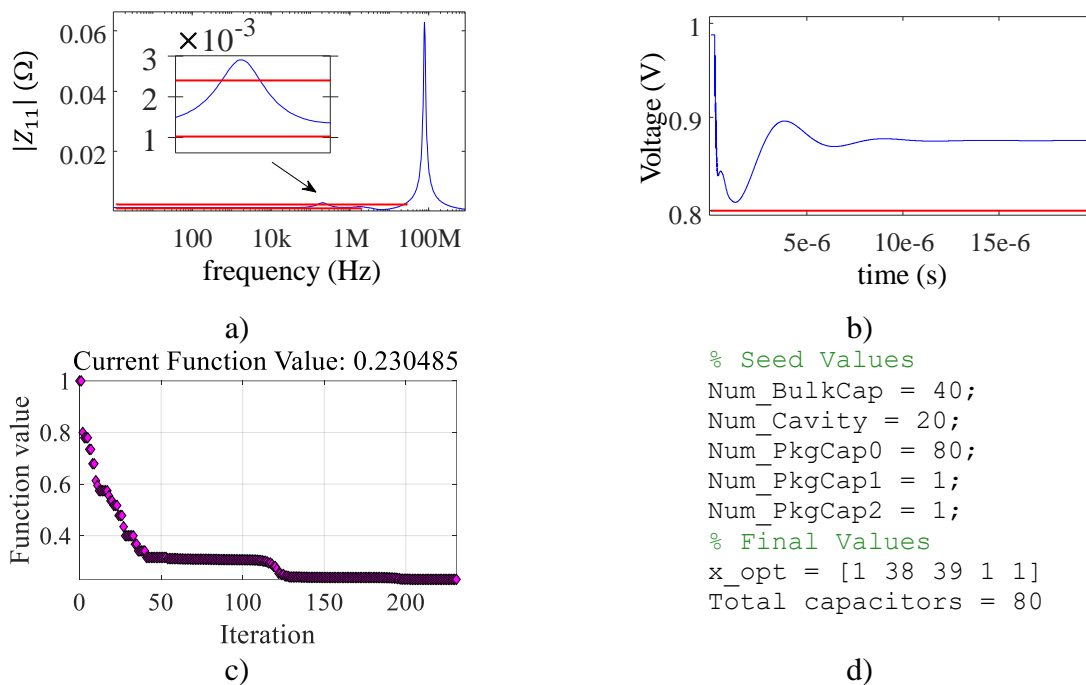 ×10⁻³
3
2
1
0.06
0.04
0.02
|Z₁₁| (Ω)
100 10k 1M 100M
frequency (Hz)
a)
1
0.9
0.8
Voltage (V)
5e-6 10e-6 15e-6
time (s)
b)
Current Function Value: 0.230485
1
0.8
0.6
0.4
Function value
0 50 100 150 200
Iteration
c)
% Seed Values
Num_BulkCap = 40;
Num_Cavity = 20;
Num_PkgCap0 = 80;
Num_PkgCap1 = 1;
Num_PkgCap2 = 1;
% Final Values
x_opt = [1 38 39 1 1]
Total capacitors = 80
d)